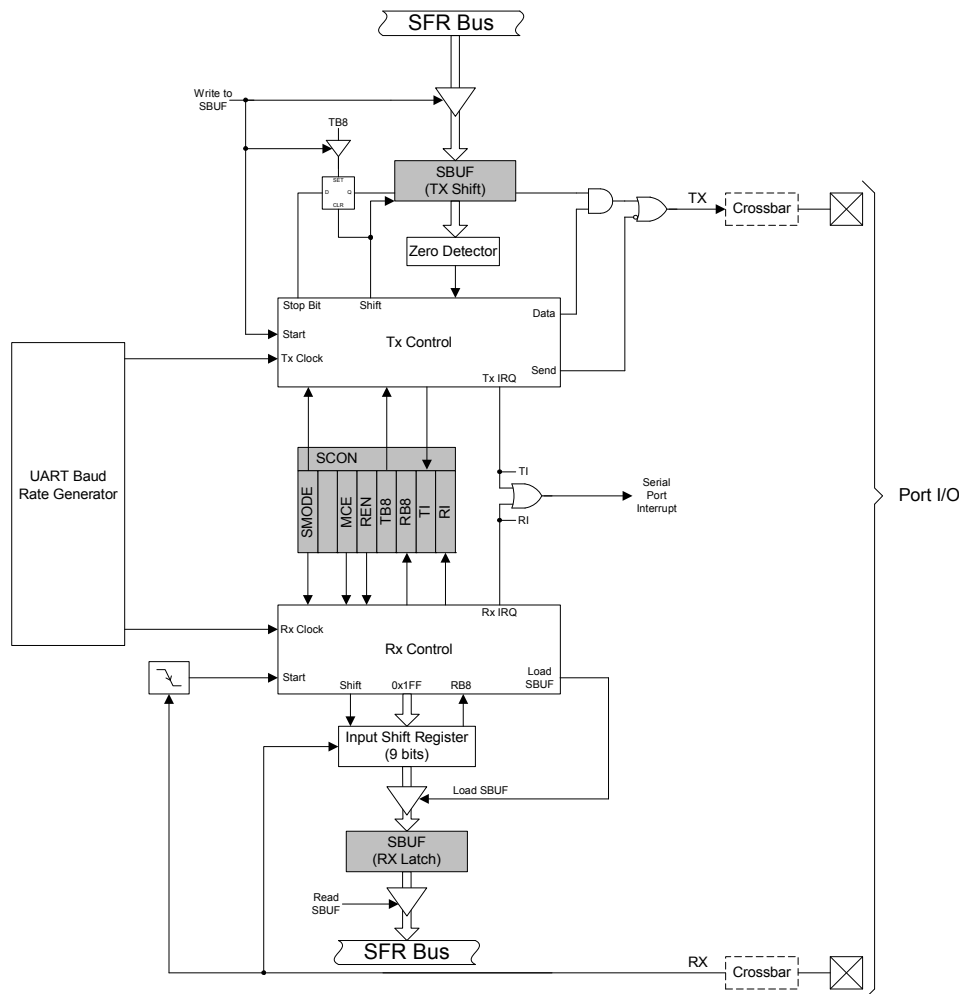 SFR Bus
Write to
SBUF
TB8
SET
D
Q
CLR
SBUF
(TX Shift)
TX
Crossbar
Zero Detector
Stop Bit
Shift
Data
Start
Tx Control
Tx Clock
Send
Tx IRQ
UART Baud
Rate Generator
SCON
SMODE
MCE
REN
TB8
RB8
TI
RI
TI
Serial
Port
Interrupt
RI
Port I/O
Rx IRQ
Rx Clock
Rx Control
Start
Load
SBUF
Shift
0x1FF
RB8
Input Shift Register
(9 bits)
Load SBUF
SBUF
(RX Latch)
Read
SBUF
SFR Bus
RX
Crossbar